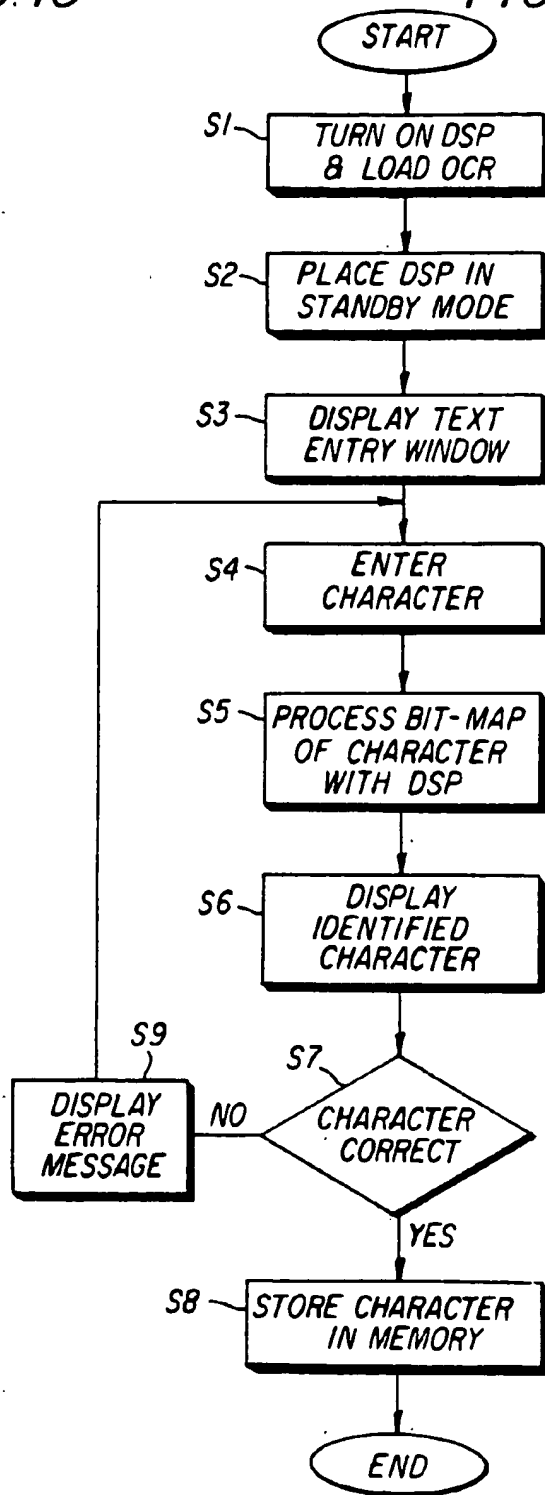 START
S1
TURN ON DSP
& LOAD OCR
S2
PLACE DSP IN
STANDBY MODE
S3
DISPLAY TEXT
ENTRY WINDOW
S4
ENTER
CHARACTER
S5
PROCESS BIT-MAP
OF CHARACTER
WITH DSP
S6
DISPLAY
IDENTIFIED
CHARACTER
S7
CHARACTER
CORRECT
NO
S9
DISPLAY
ERROR
MESSAGE
YES
S8
STORE CHARACTER
IN MEMORY
END